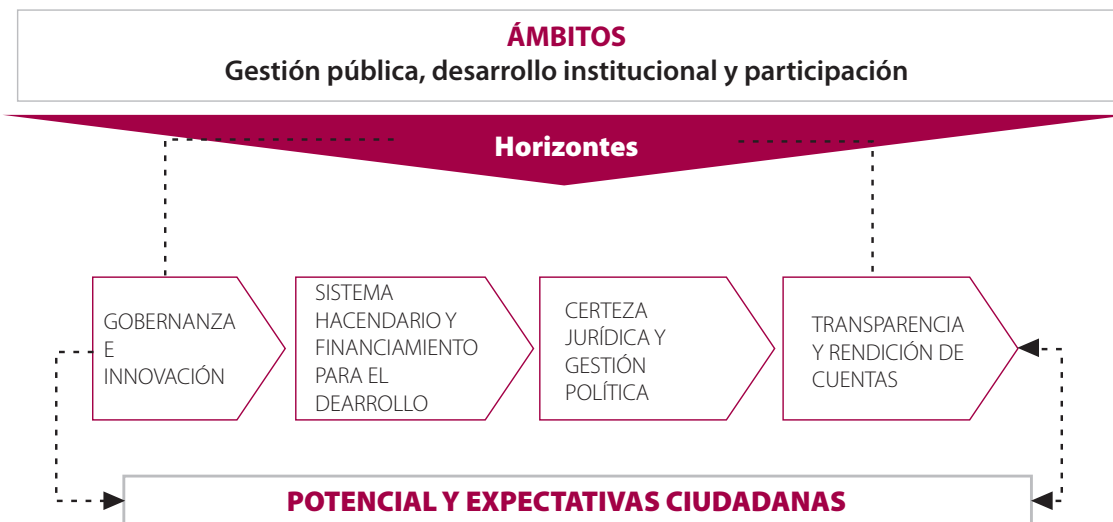 ÁMBITOS
Gestión pública, desarrollo institucional y participación
Horizontes
GOBERNANZA
E
INNOVACIÓN
SISTEMA
HACENDARIO Y
FINANCIAMIENTO
PARA EL
DEARROLLO
CERTEZA
JURÍDICA Y
GESTIÓN
POLÍTICA
TRANSPARENCIA
Y RENDICIÓN DE
CUENTAS
POTENCIAL Y EXPECTATIVAS CIUDADANAS